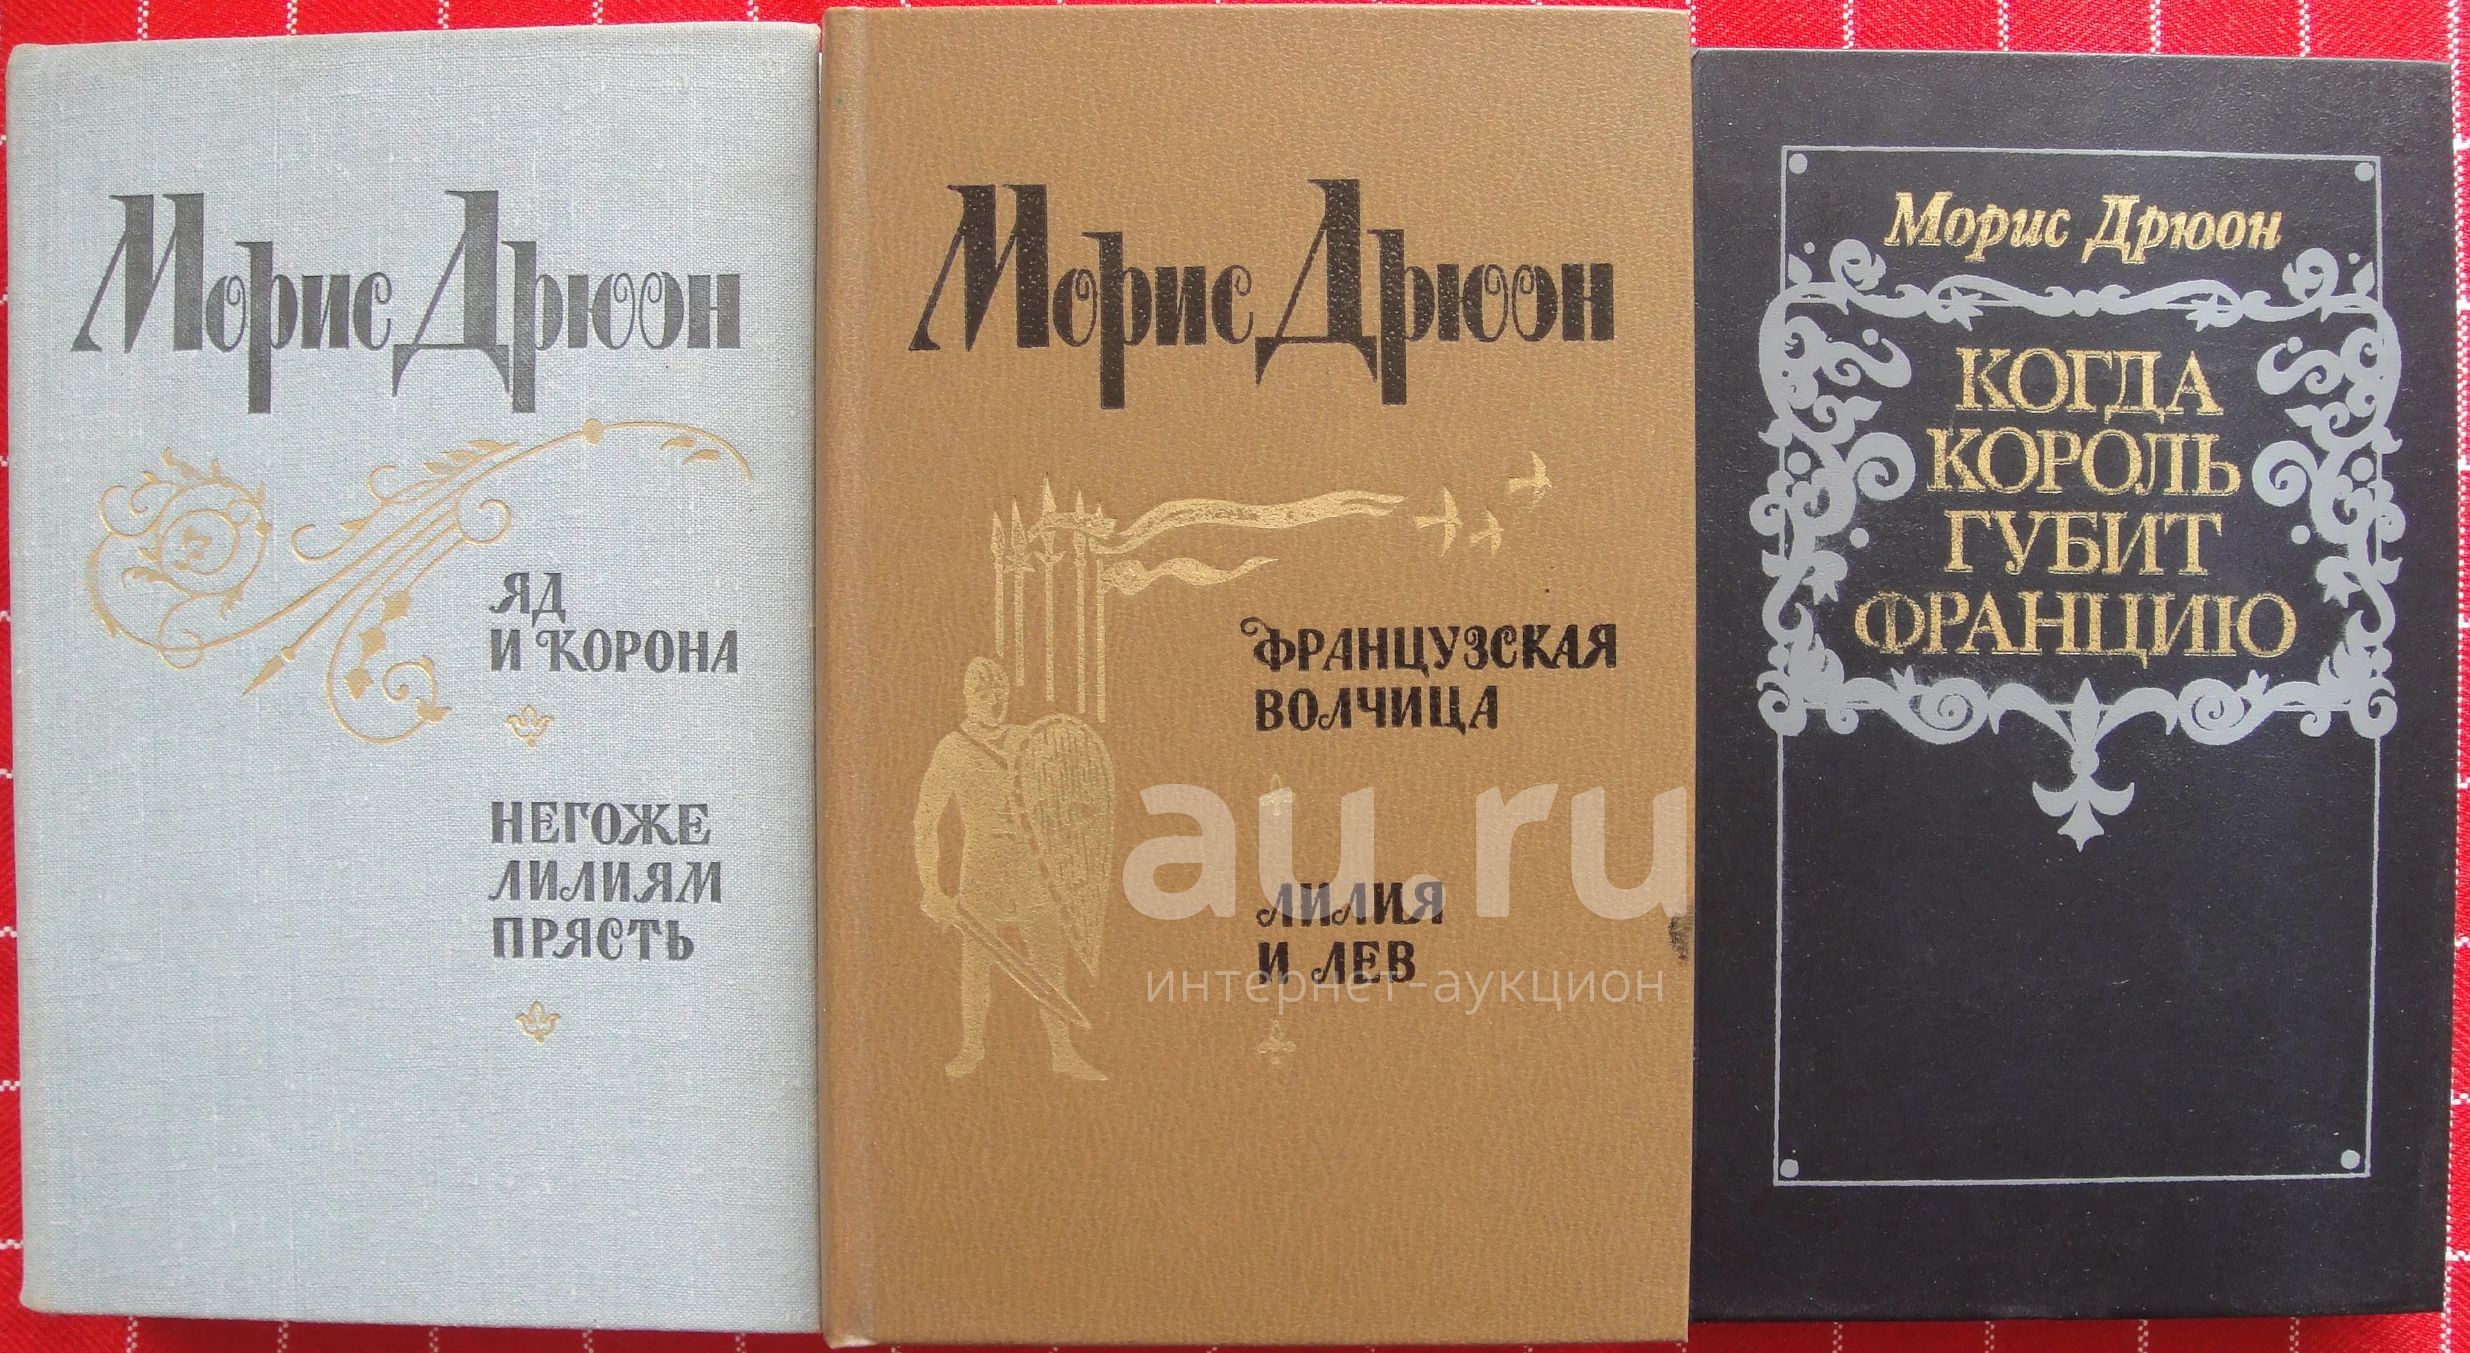 Морис Дрюон
ЯД
И КОРОНА
НЕГОЖЕ
ЛИЛИЯМ
ПРЯСТЬ
Морис Дрюон
ФРАНЦУЗСКАЯ
ВОЛЧИЦА
ЛИЛИЯ
И ЛЕВ
au.ru
интернет-аукцион
Морис Дрюон
КОГДА
КОРОЛЬ
ГУБИТ
ФРАНЦИЮ